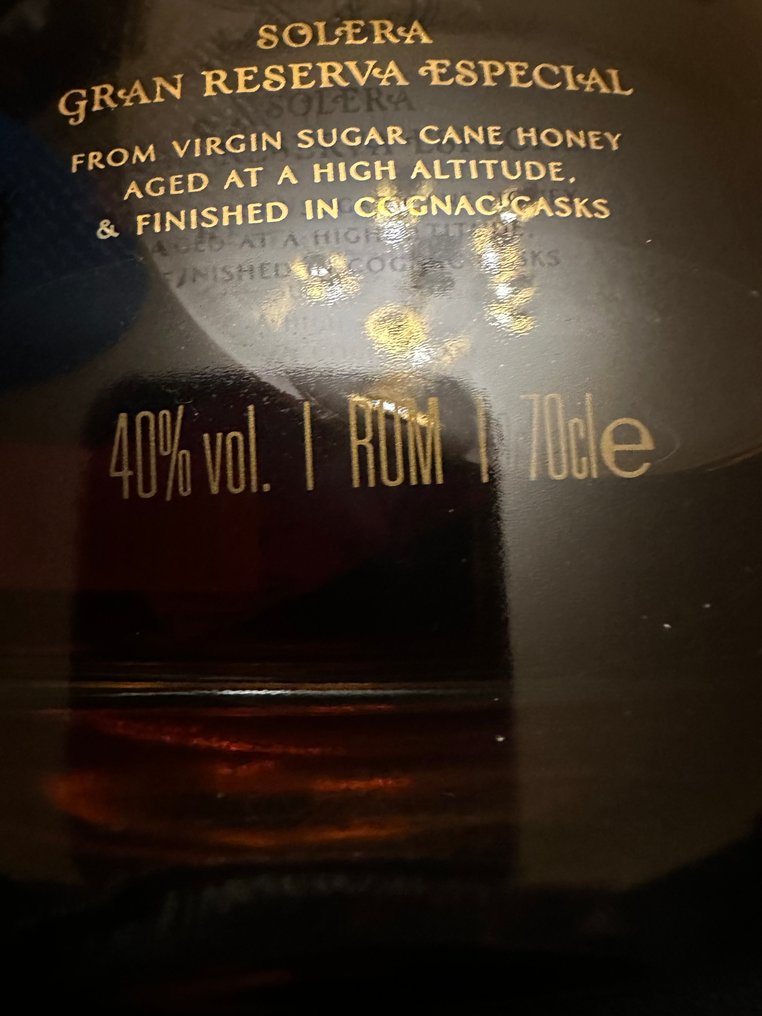 SOLERA
GRAN RESERVA ESPECIAL
FROM VIRGIN SUGAR CANE HONEY
AGED AT A HIGH ALTITUDE,
& FINISHED IN COGNAC CASKS
40% vol. | RUM | 70cl e